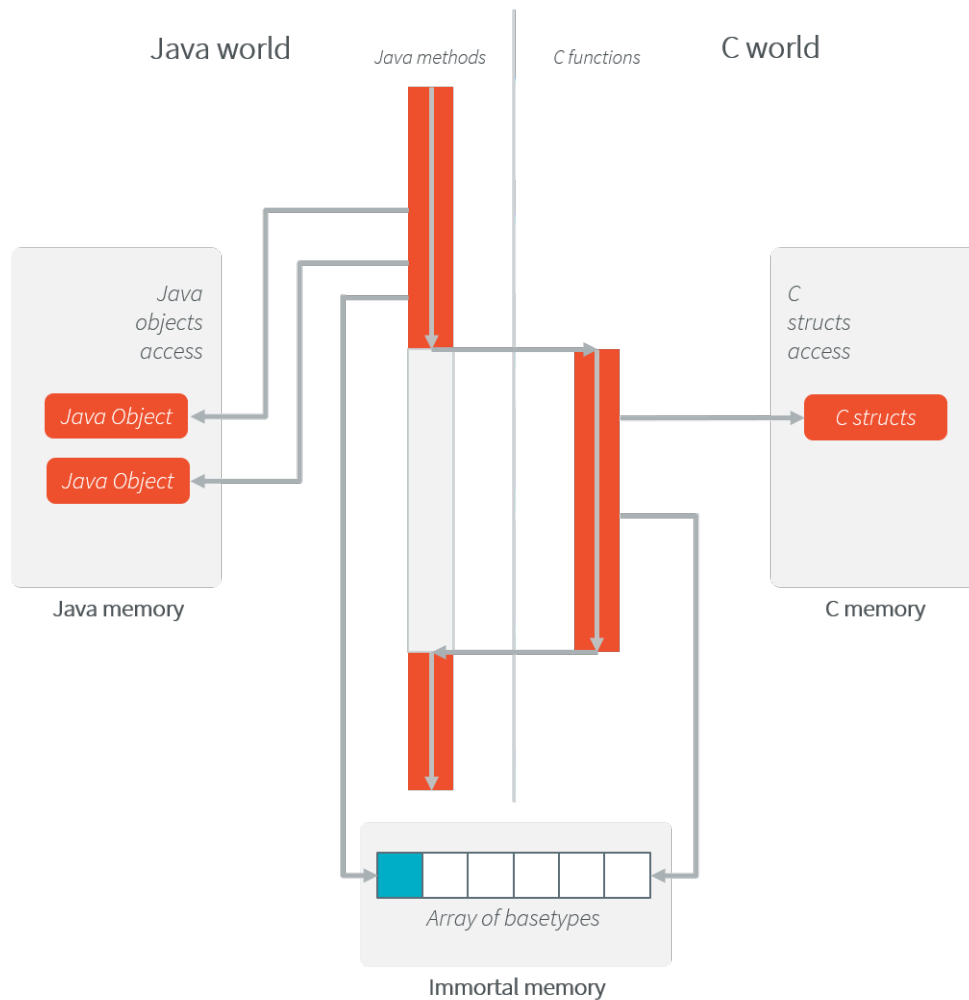 Java world
C world
Java methods
C functions
Java
objects
access
C
structs
access
Java Object
C structs
Java Object
Java memory
C memory
Array of basetypes
Immortal memory